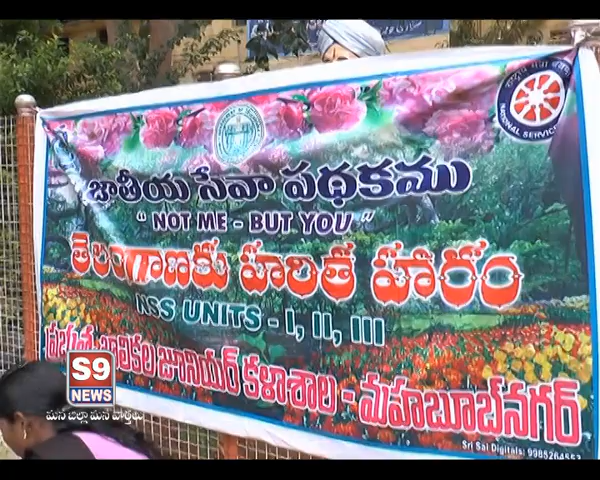 జాతీయ సేవా పథకము
" NOT ME - BUT YOU "
తెలంగాణకు హరిత హారం
NSS UNITS - I, II, III
ప్రభుత్వ బాలికల జూనియర్ కళాశాల - మహబూబ్‌నగర్
Sri Sai Digitals: 9985264553
NATIONAL SERVICE
S9
NEWS
మన జిల్లా మన వార్తలు